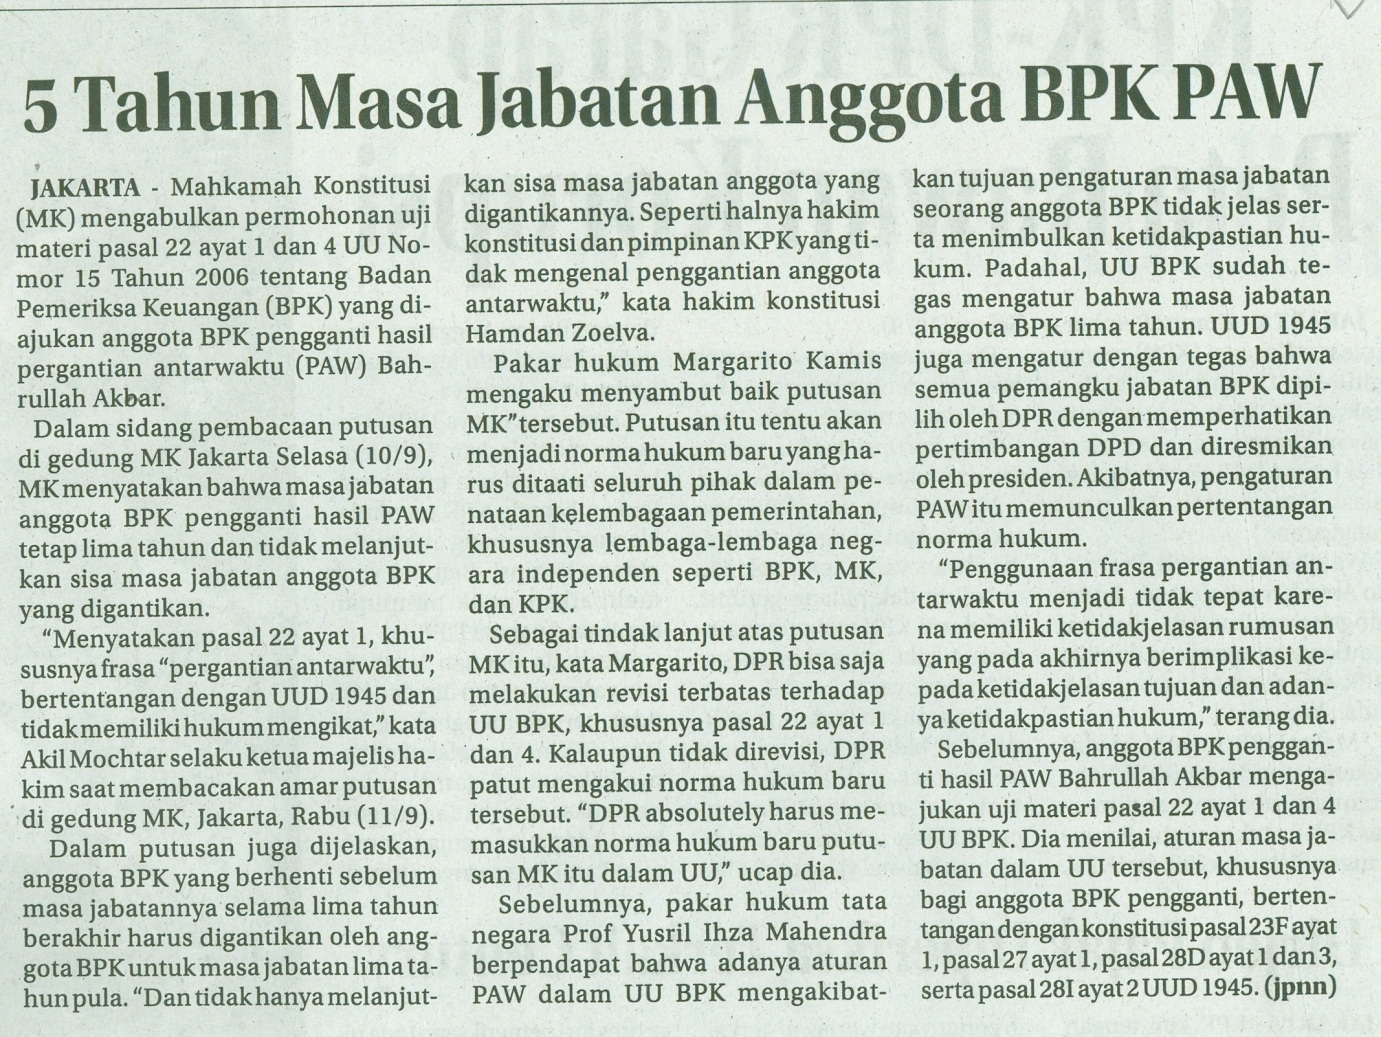 5 Tahun Masa Jabatan Anggota BPK PAW
JAKARTA - Mahkamah Konstitusi
(MK) mengabulkan permohonan uji
materi pasal 22 ayat 1 dan 4 UU No-
mor 15 Tahun 2006 tentang Badan
Pemeriksa Keuangan (BPK) yang di-
ajukan anggota BPK pengganti hasil
pergantian antarwaktu (PAW) Bah-
rullah Akbar.
Dalam sidang pembacaan putusan
di gedung MK Jakarta Selasa (10/9),
MK menyatakan bahwa masa jabatan
anggota BPK pengganti hasil PAW
tetap lima tahun dan tidak melanjut-
kan sisa masa jabatan anggota BPK
yang digantikan.
“Menyatakan pasal 22 ayat 1, khu-
susnya frasa “pergantian antarwaktu”,
bertentangan dengan UUD 1945 dan
tidak memiliki hukum mengikat,” kata
Akil Mochtar selaku ketua majelis ha-
kim saat membacakan amar putusan
di gedung MK, Jakarta, Rabu (11/9).
Dalam putusan juga dijelaskan,
anggota BPK yang berhenti sebelum
masa jabatannya selama lima tahun
berakhir harus digantikan oleh ang-
gota BPK untuk masa jabatan lima ta-
hun pula. “Dan tidak hanya melanjut-
kan sisa masa jabatan anggota yang
digantikannya. Seperti halnya hakim
konstitusi dan pimpinan KPK yang ti-
dak mengenal penggantian anggota
antarwaktu,” kata hakim konstitusi
Hamdan Zoelva.
Pakar hukum Margarito Kamis
mengaku menyambut baik putusan
MK”tersebut. Putusan itu tentu akan
menjadi norma hukum baru yang ha-
rus ditaati seluruh pihak dalam pe-
nataan kelembagaan pemerintahan,
khususnya lembaga-lembaga neg-
ara independen seperti BPK, MK,
dan KPK.
Sebagai tindak lanjut atas putusan
MK itu, kata Margarito, DPR bisa saja
melakukan revisi terbatas terhadap
UU BPK, khususnya pasal 22 ayat 1
dan 4. Kalaupun tidak direvisi, DPR
patut mengakui norma hukum baru
tersebut. “DPR absolutely harus me-
masukkan norma hukum baru putu-
san MK itu dalam UU,” ucap dia.
Sebelumnya, pakar hukum tata
negara Prof Yusril Ihza Mahendra
berpendapat bahwa adanya aturan
PAW dalam UU BPK mengakibat-
kan tujuan pengaturan masa jabatan
seorang anggota BPK tidak jelas ser-
ta menimbulkan ketidakpastian hu-
kum. Padahal, UU BPK sudah te-
gas mengatur bahwa masa jabatan
anggota BPK lima tahun. UUD 1945
juga mengatur dengan tegas bahwa
semua pemangku jabatan BPK dipi-
lih oleh DPR dengan memperhatikan
pertimbangan DPD dan diresmikan
oleh presiden. Akibatnya, pengaturan
PAW itu memunculkan pertentangan
norma hukum.
“Penggunaan frasa pergantian an-
tarwaktu menjadi tidak tepat kare-
na memiliki ketidakjelasan rumusan
yang pada akhirnya berimplikasi ke-
pada ketidakjelasan tujuan dan adan-
ya ketidakpastian hukum,” terang dia.
Sebelumnya, anggota BPK penggan-
ti hasil PAW Bahrullah Akbar menga-
jukan uji materi pasal 22 ayat 1 dan 4
UU BPK. Dia menilai, aturan masa ja-
batan dalam UU tersebut, khususnya
bagi anggota BPK pengganti, berten-
tangan dengan konstitusi pasal 23F ayat
1, pasal 27 ayat 1, pasal 28D ayat 1 dan 3,
serta pasal 28I ayat 2 UUD 1945. (jpnn)